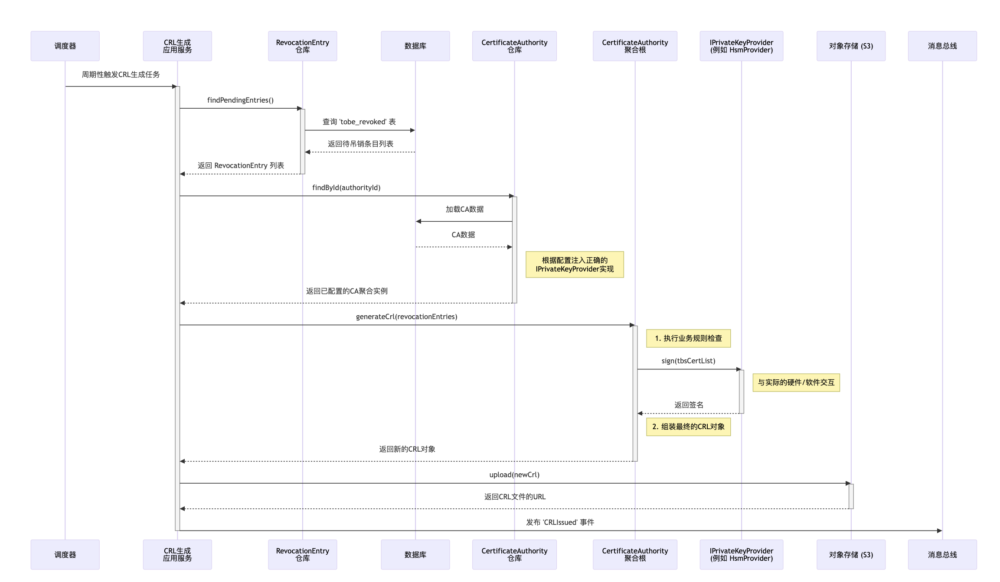 调度器
CRL生成
应用服务
RevocationEntry
仓库
数据库
CertificateAuthority
仓库
CertificateAuthority
聚合根
IPrivateKeyProvider
(例如 HsmProvider)
对象存储 (S3)
消息总线
周期性触发CRL生成任务
findPendingEntries()
查询 'tobe_revoked' 表
返回待吊销条目列表
返回 RevocationEntry 列表
findById(authorityId)
加载CA数据
CA数据
根据配置注入正确的
IPrivateKeyProvider实现
返回已配置的CA聚合实例
generateCrl(revocationEntries)
1. 执行业务规则检查
sign(tbsCertList)
与实际的硬件/软件交互
返回签名
2. 组装最终的CRL对象
返回新的CRL对象
upload(newCrl)
返回CRL文件的URL
发布 'CRLIssued' 事件
调度器
CRL生成
应用服务
RevocationEntry
仓库
数据库
CertificateAuthority
仓库
CertificateAuthority
聚合根
IPrivateKeyProvider
(例如 HsmProvider)
对象存储 (S3)
消息总线